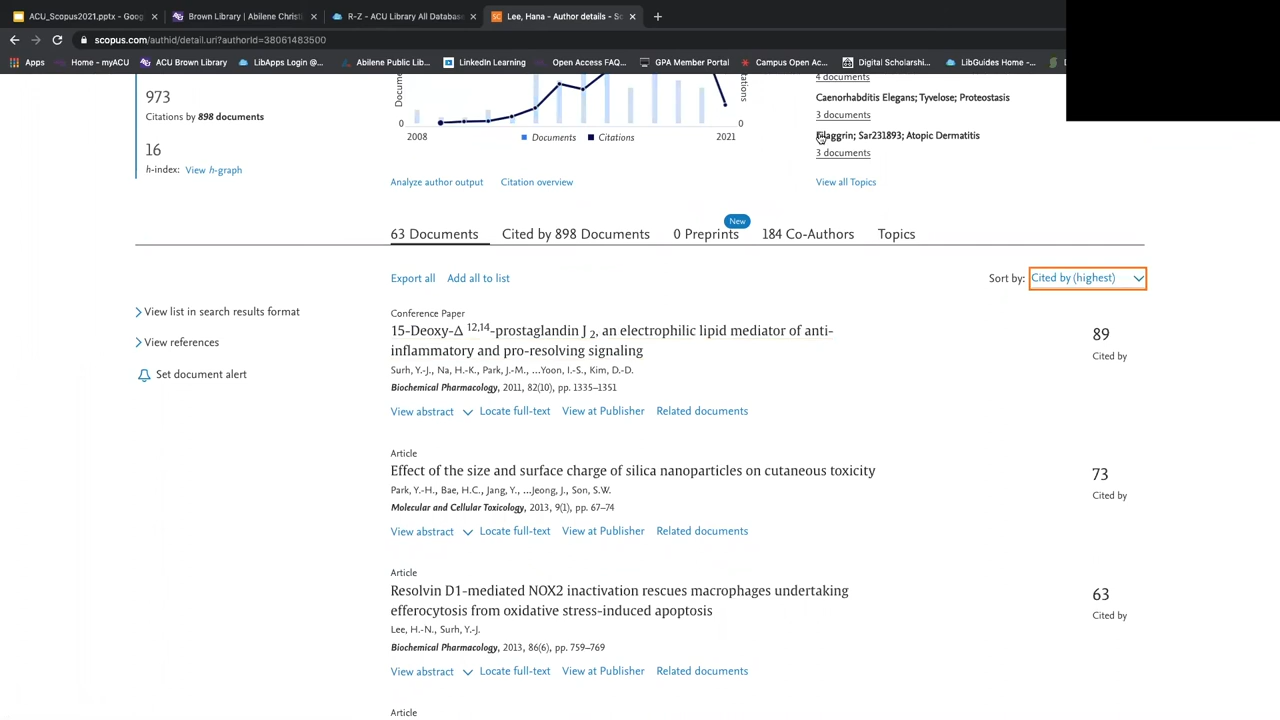 ACU_Scopus2021.pptx - Goog
Brown Library | Abilene Christi
R-Z - ACU Library All Database
Lee, Hana - Author details - Sc
scopus.com/authid/detail.uri?authorId=38061483500
Apps
Home - myACU
ACU Brown Library
LibApps Login @...
Abilene Public Lib...
LinkedIn Learning
Open Access FAQ...
GPA Member Portal
Campus Open Ac...
Digital Scholarshi...
LibGuides Home -...
4 documents
973
Citations by 898 documents
16
h-index: View h-graph
Docume
0
2008
Documents
Citations
2021
0
tations
Caenorhabditis Elegans; Tyvelose; Proteostasis
3 documents
Filaggrin; Sar231893; Atopic Dermatitis
3 documents
Analyze author output
Citation overview
View all Topics
New
63 Documents
Cited by 898 Documents
0 Preprints
184 Co-Authors
Topics
Export all
Add all to list
Sort by: Cited by (highest)
View list in search results format
View references
Set document alert
Conference Paper
15-Deoxy-Δ 12,14-prostaglandin J 2, an electrophilic lipid mediator of anti-
inflammatory and pro-resolving signaling
Surh, Y.-J., Na, H.-K., Park, J.-M., ...Yoon, I.-S., Kim, D.-D.
Biochemical Pharmacology, 2011, 82(10), pp. 1335–1351
View abstract
Locate full-text
View at Publisher
Related documents
89
Cited by
Article
Effect of the size and surface charge of silica nanoparticles on cutaneous toxicity
Park, Y.-H., Bae, H.C., Jang, Y., ...Jeong, J., Son, S.W.
Molecular and Cellular Toxicology, 2013, 9(1), pp. 67–74
View abstract
Locate full-text
View at Publisher
Related documents
73
Cited by
Article
Resolvin D1-mediated NOX2 inactivation rescues macrophages undertaking
efferocytosis from oxidative stress-induced apoptosis
Lee, H.-N., Surh, Y.-J.
Biochemical Pharmacology, 2013, 86(6), pp. 759–769
View abstract
Locate full-text
View at Publisher
Related documents
63
Cited by
Article